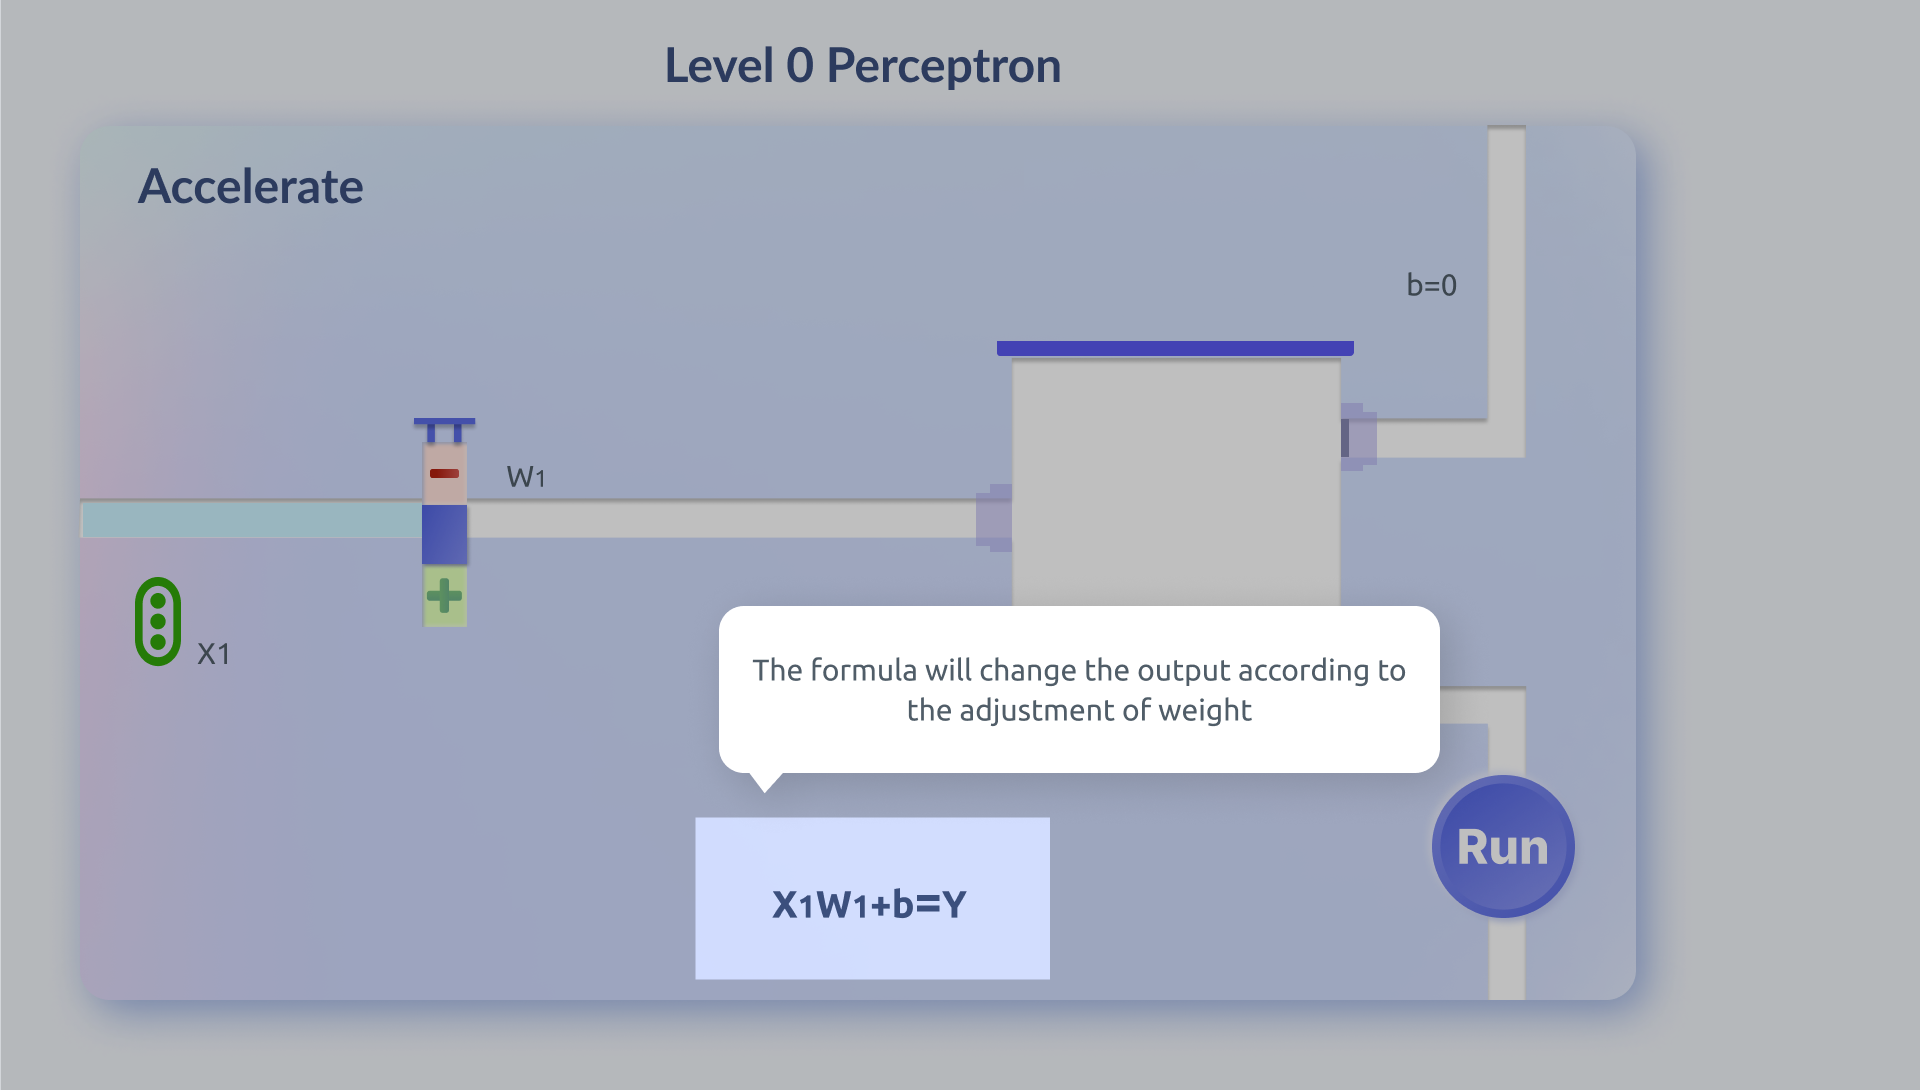 Level 0 Perceptron
Accelerate
b=0
W1
X1
The formula will change the output according to
the adjustment of weight
Run
X1W1+b=Y